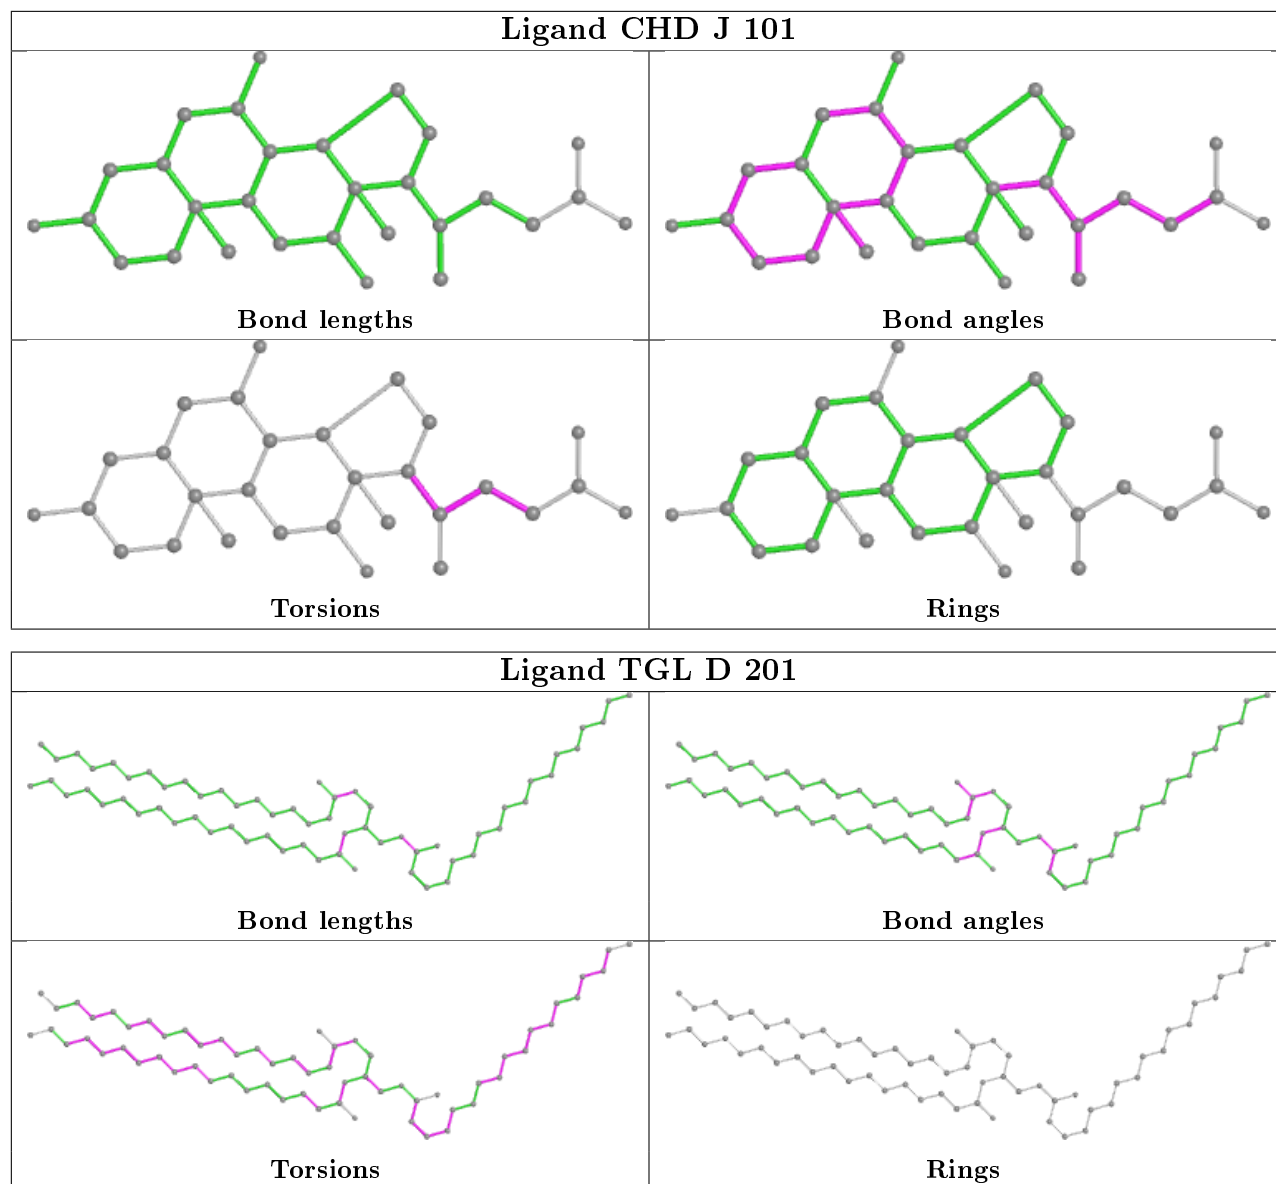 Ligand CHD J 101
Bond lengths
Bond angles
Torsions
Rings
Ligand TGL D 201
Bond lengths
Bond angles
Torsions
Rings